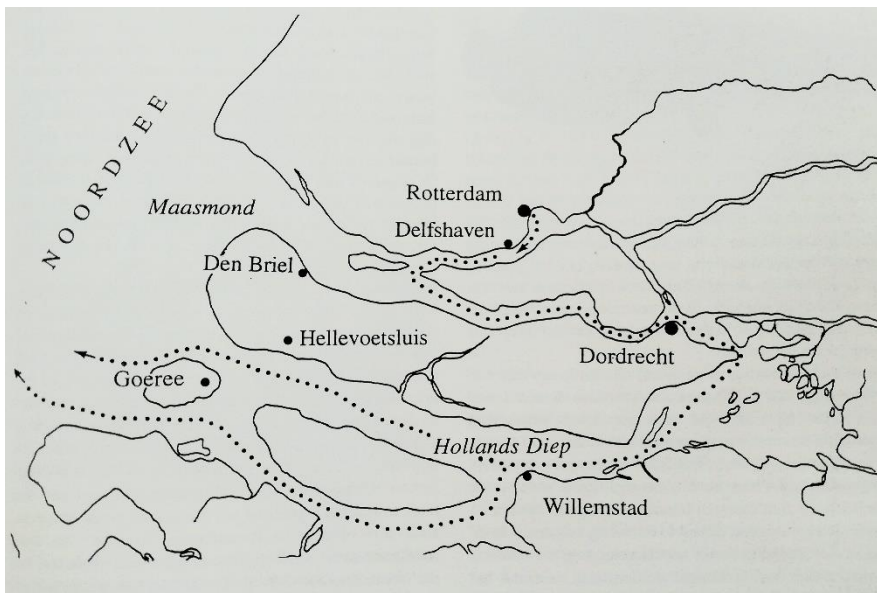 NOORDZEE
Maasmond
Rotterdam
Delfshaven
Den Briel
Hellevoetsluis
Dordrecht
Goeree
Hollands Diep
Willemstad